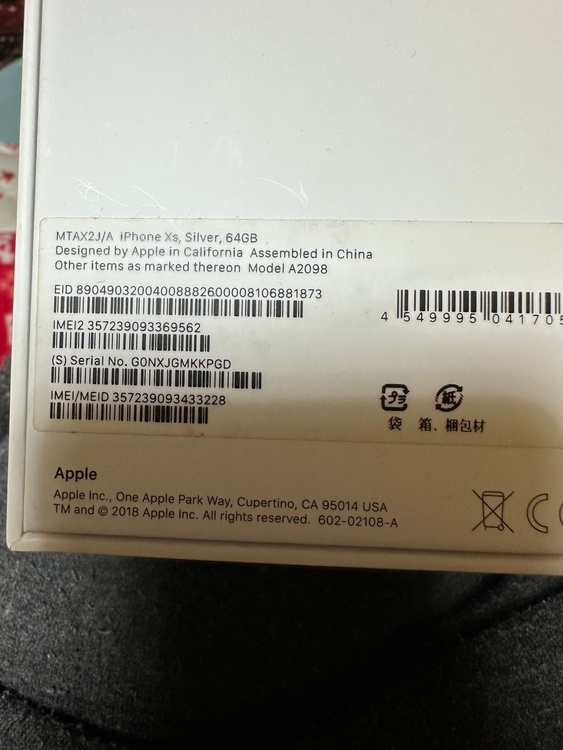 MTAX2J/A iPhone Xs, Silver, 64GB
Designed by Apple in California Assembled in China
Other items as marked thereon Model A2098
EID 89049032004008882600008106881873
IMEI2 357239093369562
(S) Serial No. G0NXJGMKKPGD
IMEI/MEID 357239093433228
4 549995 041705
プラ
紙
袋 箱、梱包材
Apple
Apple Inc., One Apple Park Way, Cupertino, CA 95014 USA
TM and © 2018 Apple Inc. All rights reserved. 602-02108-A